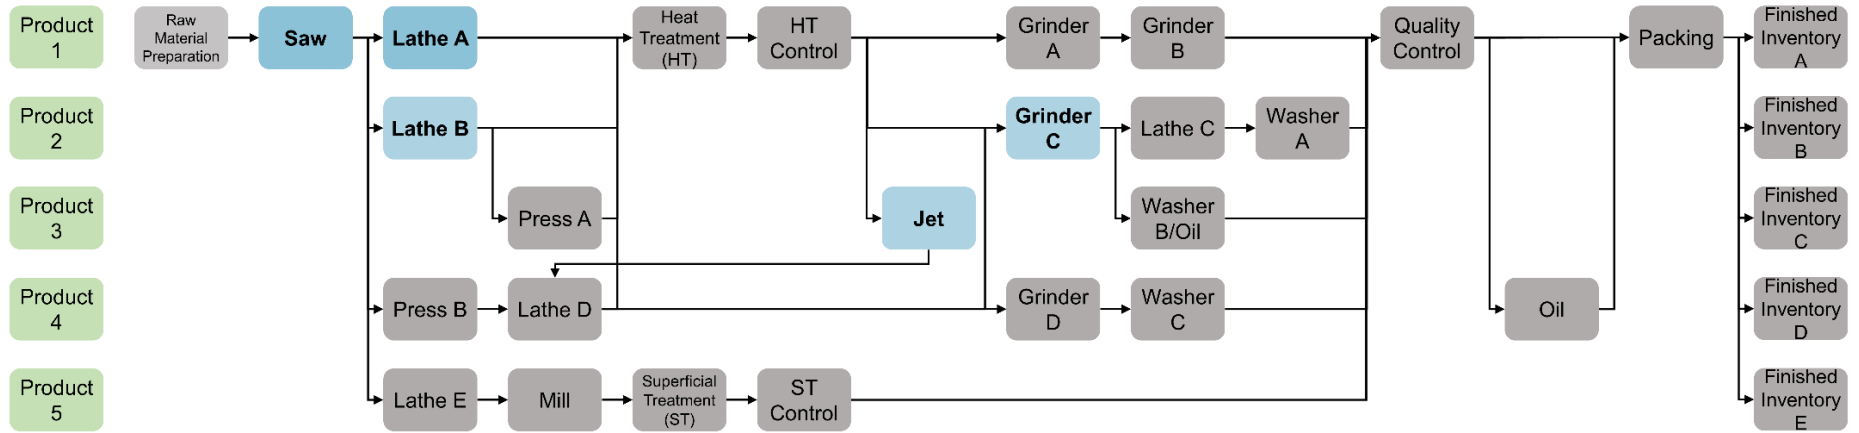 Product
1
Raw
Material
Preparation
Saw
Lathe A
Heat
Treatment
(HT)
HT
Control
Grinder
A
Grinder
B
Quality
Control
Packing
Finished
Inventory
A
Product
2
Lathe B
Grinder
C
Lathe C
Washer
A
Finished
Inventory
B
Product
3
Press A
Jet
Washer
B/Oil
Finished
Inventory
C
Product
4
Press B
Lathe D
Grinder
D
Washer
C
Oil
Finished
Inventory
D
Product
5
Lathe E
Mill
Superficial
Treatment
(ST)
ST
Control
Finished
Inventory
E